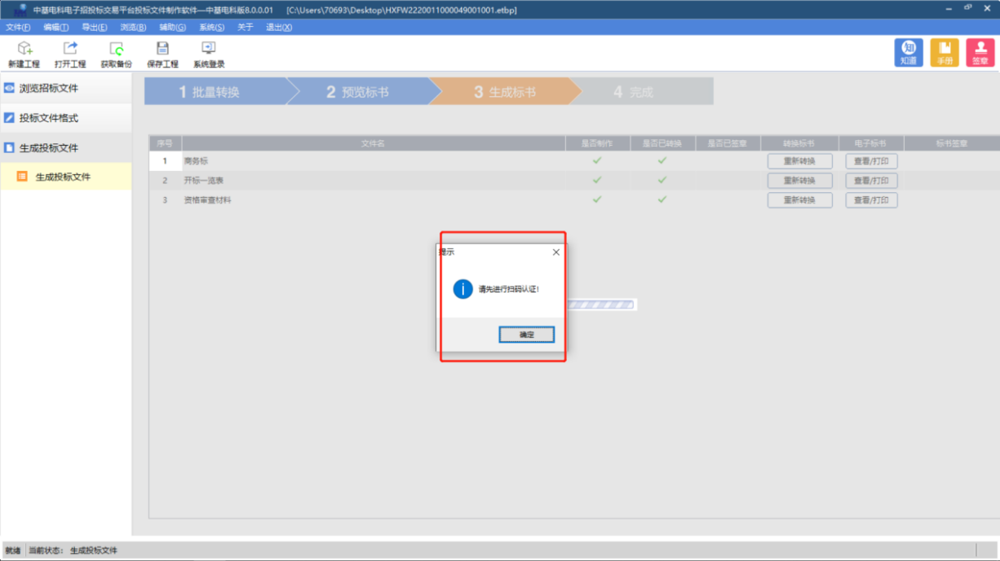 中基电科电子招投标交易平台投标文件制作软件—中基电科版8.0.0.01 [C:\Users\70693\Desktop\HXFW2220011000049001001.etbp]
文件(F) 编辑(T) 导出(E) 浏览(B) 辅助(G) 系统(S) 关于 退出(X)
新建工程 打开工程 获取备份 保存工程 系统登录 知 知道 手册 签章
浏览招标文件
投标文件格式
生成投标文件
生成投标文件
1 批量转换 2 预览标书 3 生成标书 4 完成
序号 文件名 是否制作 是否已转换 是否已签章 转换标书 电子标书 标书签章
1 商务标 重新转换 查看/打印
2 开标一览表 重新转换 查看/打印
3 资格审查材料 重新转换 查看/打印
提示
请先进行扫码认证!
确定
就绪 当前状态: 生成投标文件